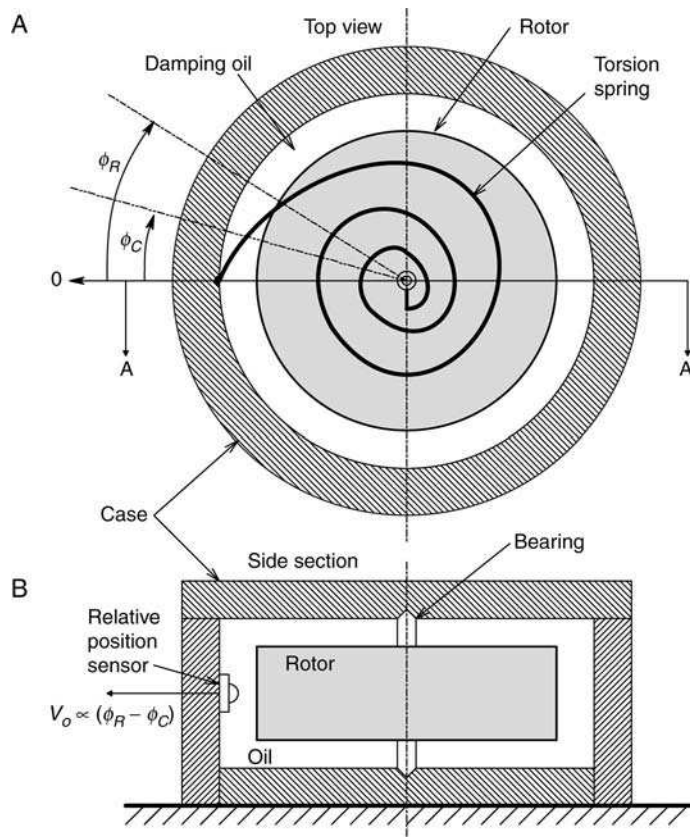 A
Top view
Rotor
Damping oil
Torsion
spring
ϕR
ϕC
0
A
A
Case
Bearing
Side section
B
Relative
position
sensor
Rotor
Vo ∝ (ϕR − ϕC)
Oil